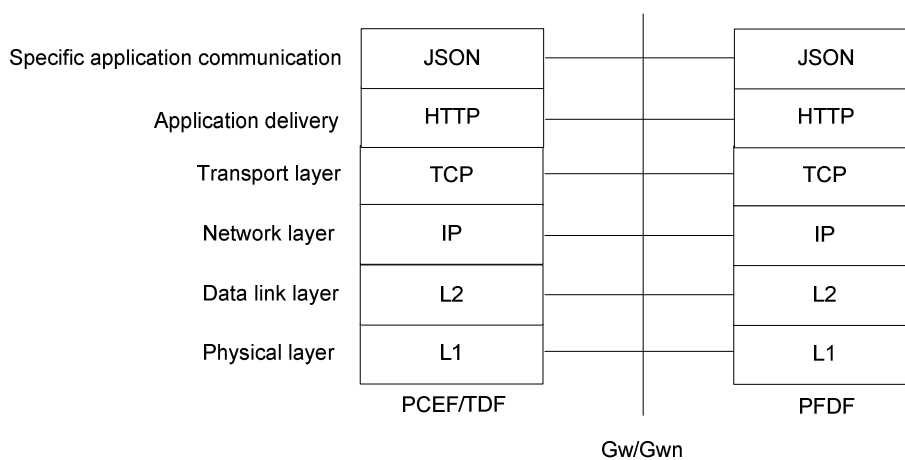 Specific application communication JSON JSON
Application delivery HTTP HTTP
Transport layer TCP TCP
Network layer IP IP
Data link layer L2 L2
Physical layer L1 L1
PCEF/TDF PFDF
Gw/Gwn